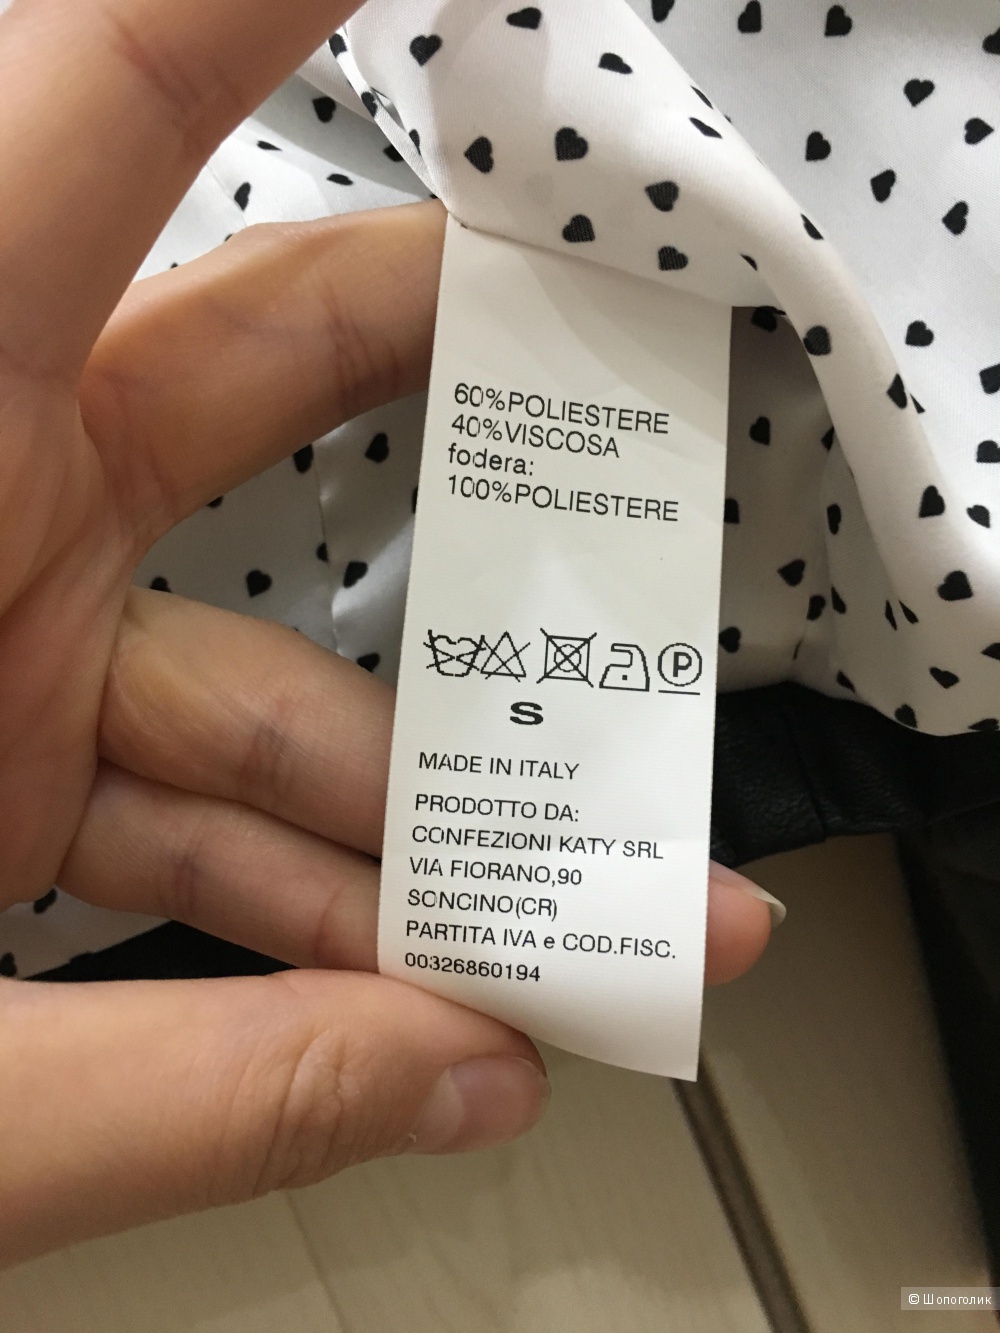 60%POLIESTERE
40%VISCOSA
fodera:
100%POLIESTERE
P
S
MADE IN ITALY
PRODOTTO DA:
CONFEZIONI KATY SRL
VIA FIORANO,90
SONCINO(CR)
PARTITA IVA e COD.FISC.
00326860194
© Шопоголик